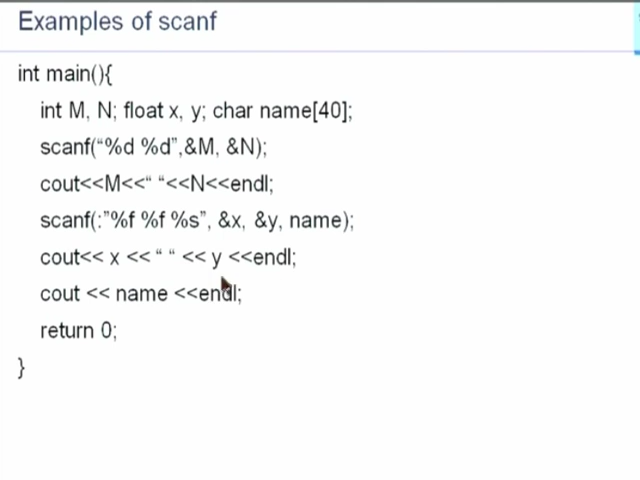 Examples of scanf
int main(){
int M, N; float x, y; char name[40];
scanf(“%d %d”,&M, &N);
cout<<M<<“ “<<N<<endl;
scanf(:”%f %f %s”, &x, &y, name);
cout<< x << “ “ << y <<endl;
cout << name <<endl;
return 0;
}